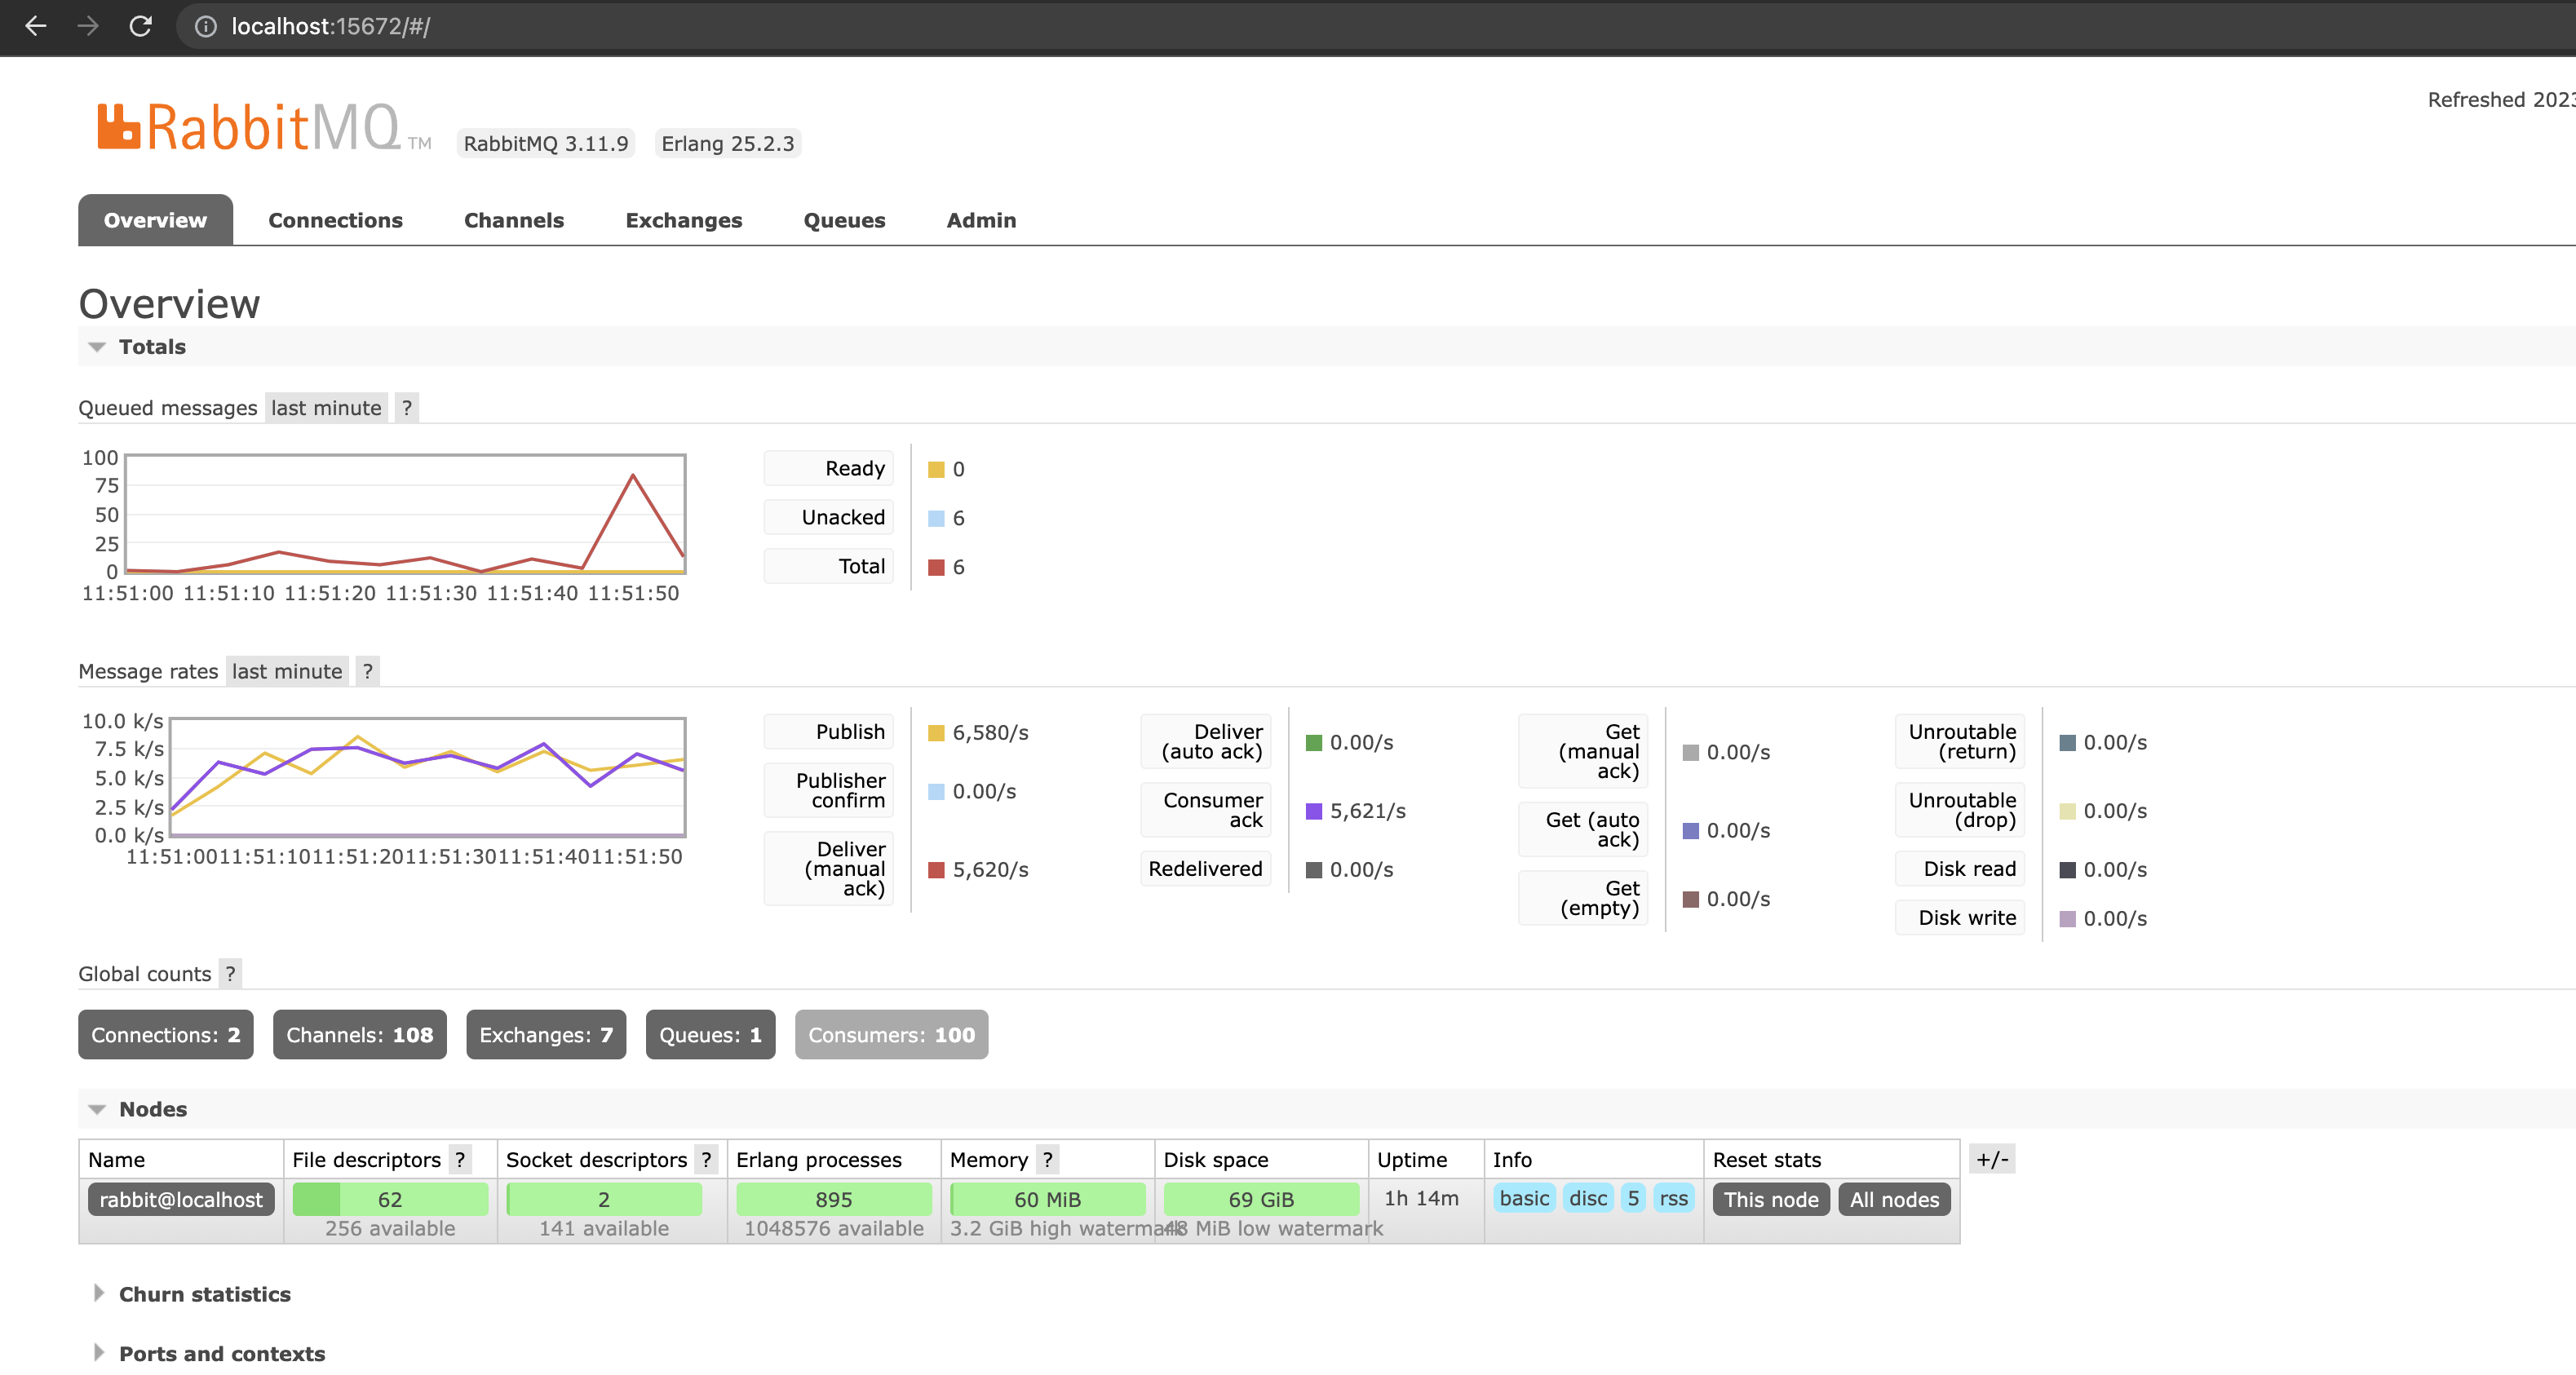 localhost:15672/#/
Refreshed 2023
RabbitMQ TM RabbitMQ 3.11.9 Erlang 25.2.3
Overview Connections Channels Exchanges Queues Admin
Overview
Totals
Queued messages last minute ?
100
75
50
25
0
11:51:00 11:51:10 11:51:20 11:51:30 11:51:40 11:51:50
Ready 0
Unacked 6
Total 6
Message rates last minute ?
10.0 k/s
7.5 k/s
5.0 k/s
2.5 k/s
0.0 k/s
11:51:00 11:51:10 11:51:20 11:51:30 11:51:40 11:51:50
Publish 6,580/s
Publisher
confirm 0.00/s
Deliver
(manual
ack) 5,620/s
Deliver
(auto ack) 0.00/s
Consumer
ack 5,621/s
Redelivered 0.00/s
Get
(manual
ack) 0.00/s
Get (auto
ack) 0.00/s
Get
(empty) 0.00/s
Unroutable
(return) 0.00/s
Unroutable
(drop) 0.00/s
Disk read 0.00/s
Disk write 0.00/s
Global counts ?
Connections: 2 Channels: 108 Exchanges: 7 Queues: 1 Consumers: 100
Nodes
Name File descriptors ? Socket descriptors ? Erlang processes Memory ? Disk space Uptime Info Reset stats +/-
rabbit@localhost 62 2 895 60 MiB 69 GiB 1h 14m basic disc 5 rss This node All nodes
256 available 141 available 1048576 available 3.2 GiB high watermark 48 MiB low watermark
Churn statistics
Ports and contexts